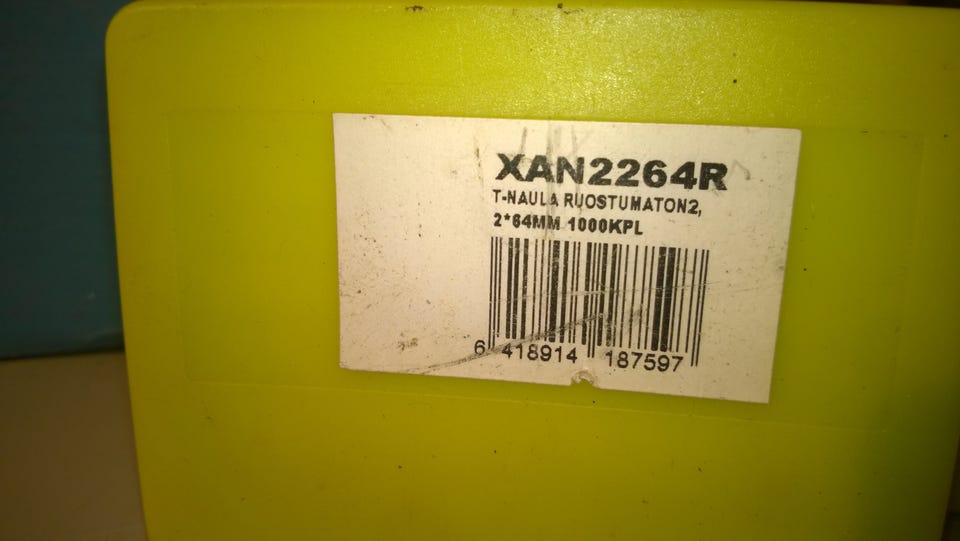 XAN2264R
T-NAULA RUOSTUMATON2,
2*64MM 1000KPL
6 418914 187597